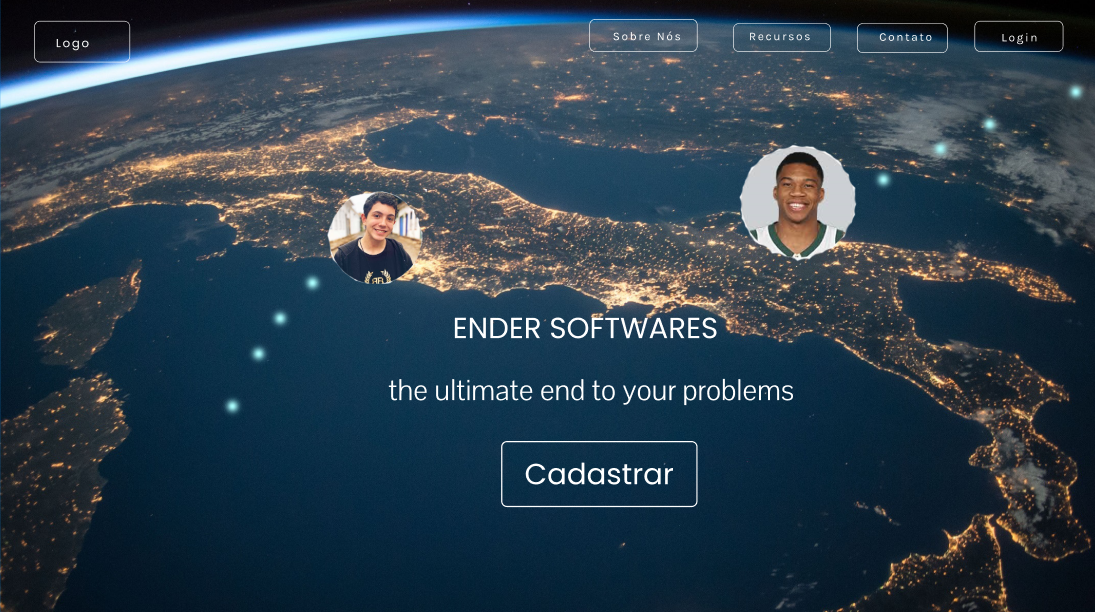 Logo
Sobre Nós
Recursos
Contato
Login
ENDER SOFTWARES
the ultimate end to your problems
Cadastrar